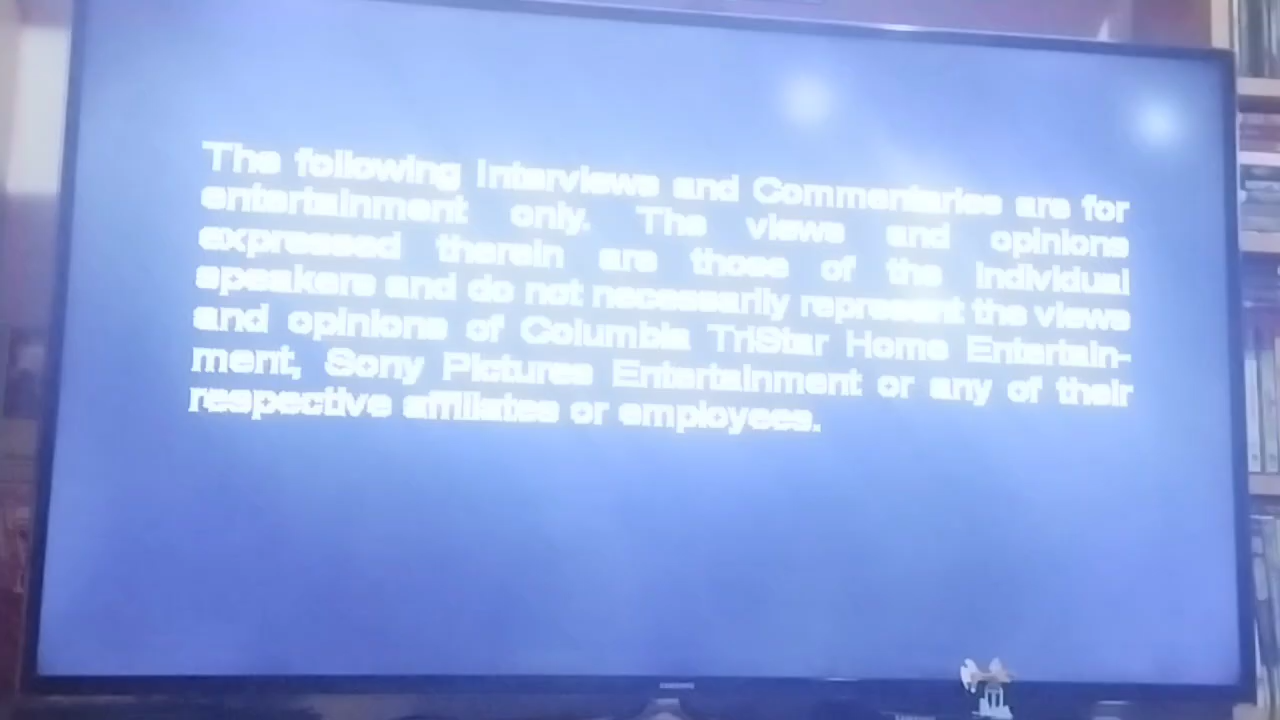 The following Interviews and Commentaries are for
entertainment only. The views and opinions
expressed therein are those of the individual
speakers and do not necessarily represent the views
and opinions of Columbia TriStar Home Entertain-
ment, Sony Pictures Entertainment or any of their
respective affiliates or employees.
SAMSUNG